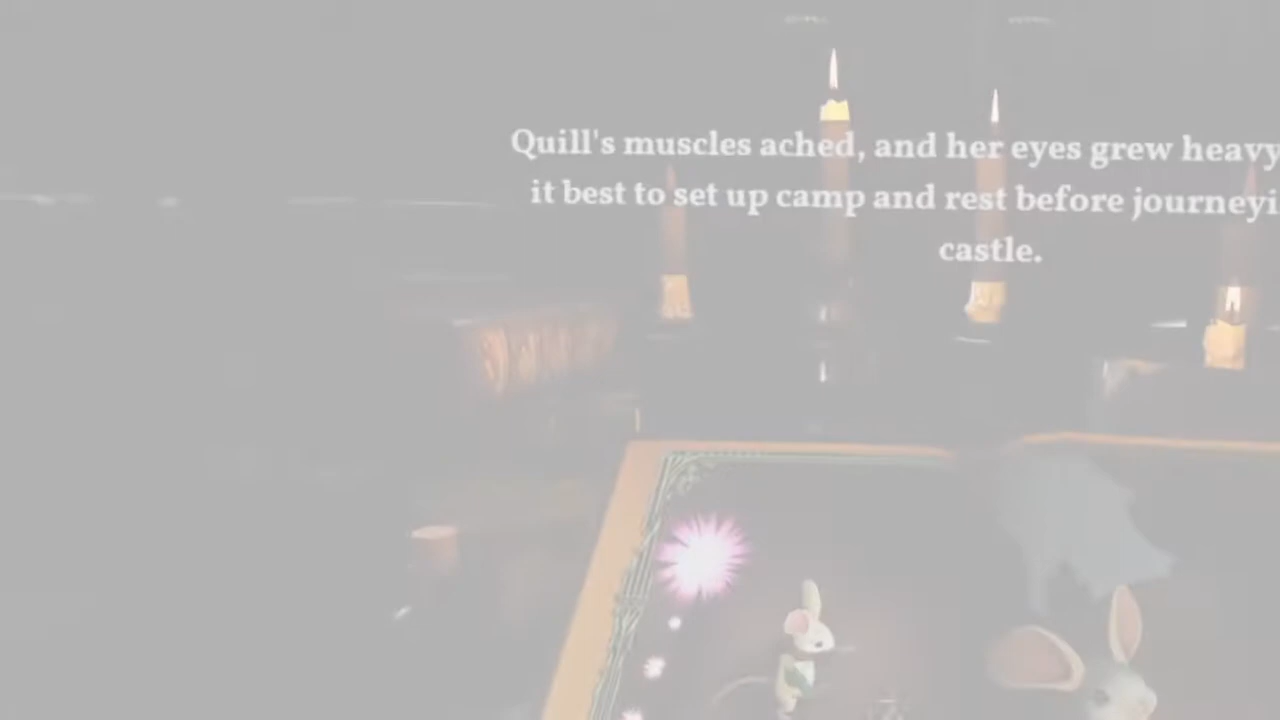 Quill's muscles ached, and her eyes grew heavy
it best to set up camp and rest before journeyi
castle.